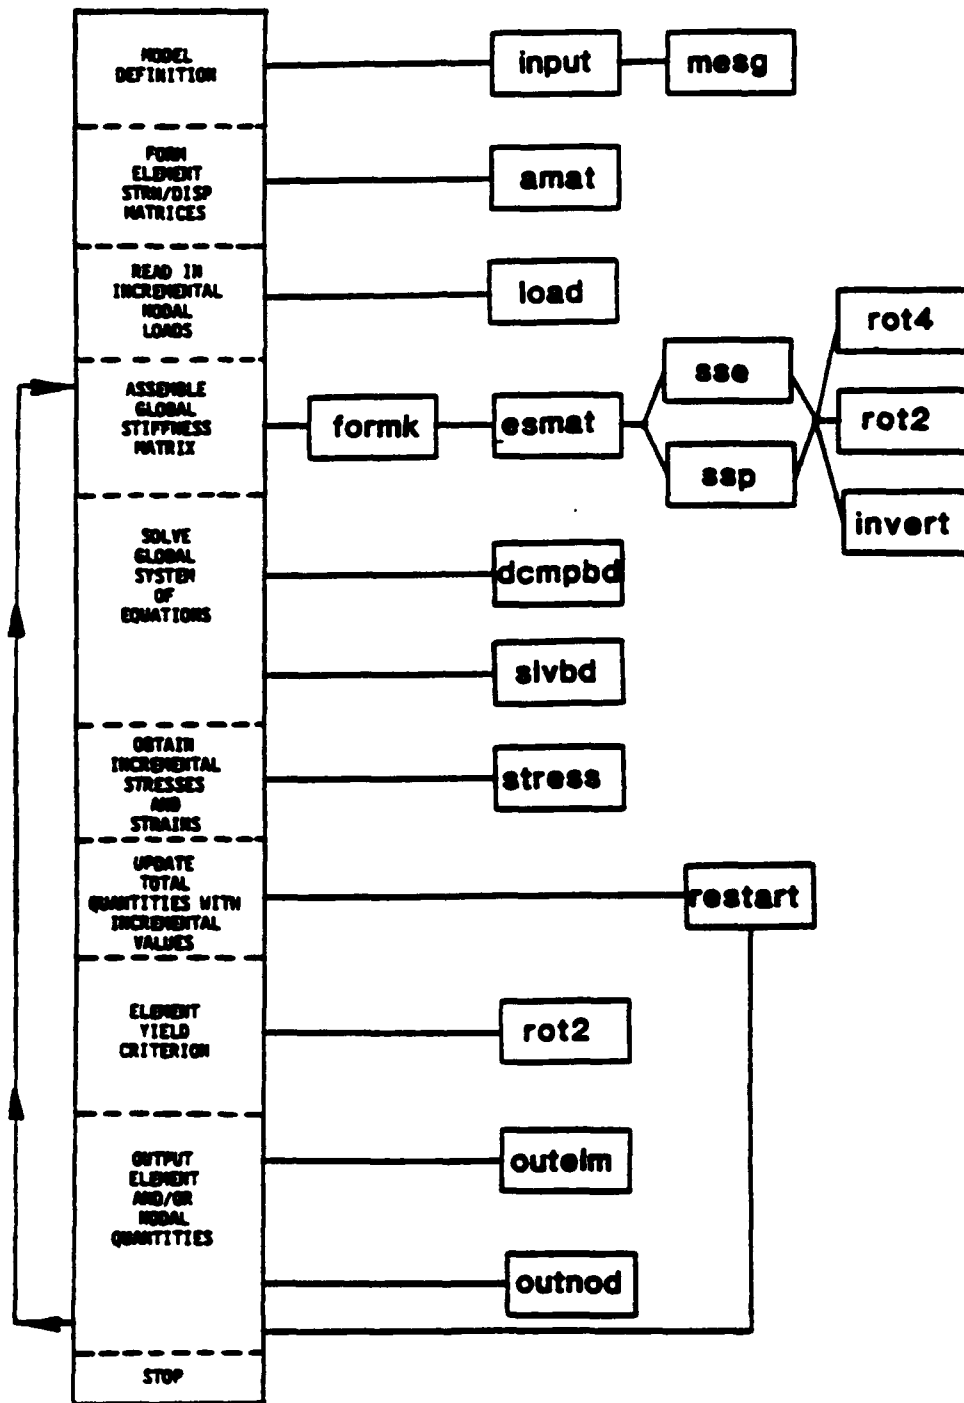 MODEL
DEFINITION
input
mesg
FORM
ELEMENT
STRN/DISP
MATRICES
amat
READ IN
INCREMENTAL
NODAL
LOADS
load
ASSEMBLE
GLOBAL
STIFFNESS
MATRIX
formk
esmat
sse
ssp
rot4
rot2
invert
SOLVE
GLOBAL
SYSTEM
OF
EQUATIONS
dcmpbd
slvbd
OBTAIN
INCREMENTAL
STRESSES
AND
STRAINS
stress
UPDATE
TOTAL
QUANTITIES WITH
INCREMENTAL
VALUES
restart
ELEMENT
YIELD
CRITERION
rot2
OUTPUT
ELEMENT
AND/OR
NODAL
QUANTITIES
outelm
outnod
STOP